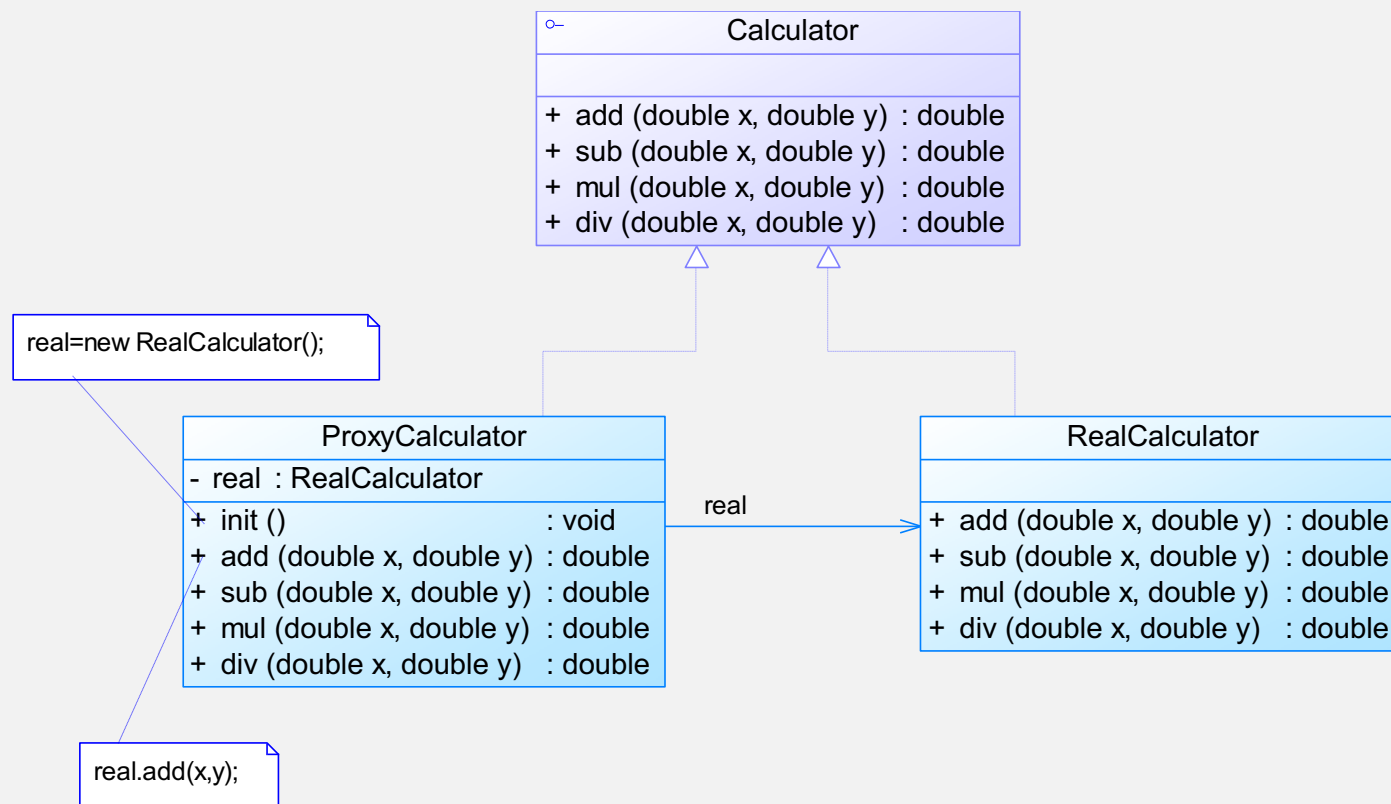 Calculator
+ add (double x, double y) : double
+ sub (double x, double y) : double
+ mul (double x, double y) : double
+ div (double x, double y) : double
real=new RealCalculator();
ProxyCalculator
- real : RealCalculator
+ init () : void
+ add (double x, double y) : double
+ sub (double x, double y) : double
+ mul (double x, double y) : double
+ div (double x, double y) : double
real
RealCalculator
+ add (double x, double y) : double
+ sub (double x, double y) : double
+ mul (double x, double y) : double
+ div (double x, double y) : double
real.add(x,y);